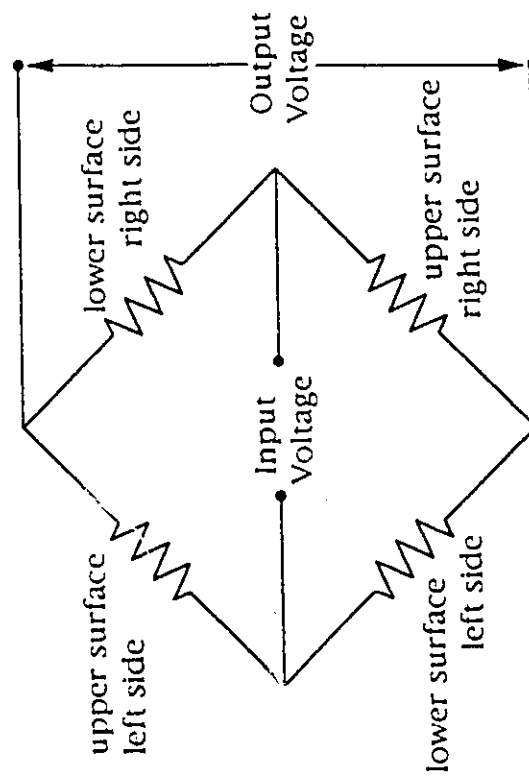 upper surface
left side
lower surface
right side
Input
Voltage
Output
Voltage
lower surface
left side
upper surface
right side